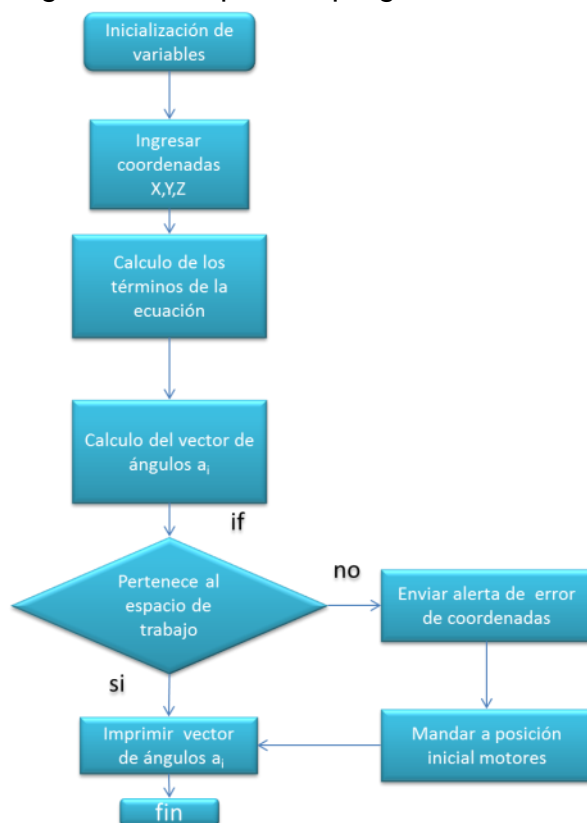 Inicialización de
variables
Ingresar
coordenadas
X,Y,Z
Calculo de los
términos de la
ecuación
Calculo del vector de
ángulos ai
if
Pertenece al
espacio de
trabajo
no
Enviar alerta de error
de coordenadas
si
Imprimir vector
de ángulos ai
Mandar a posición
inicial motores
fin